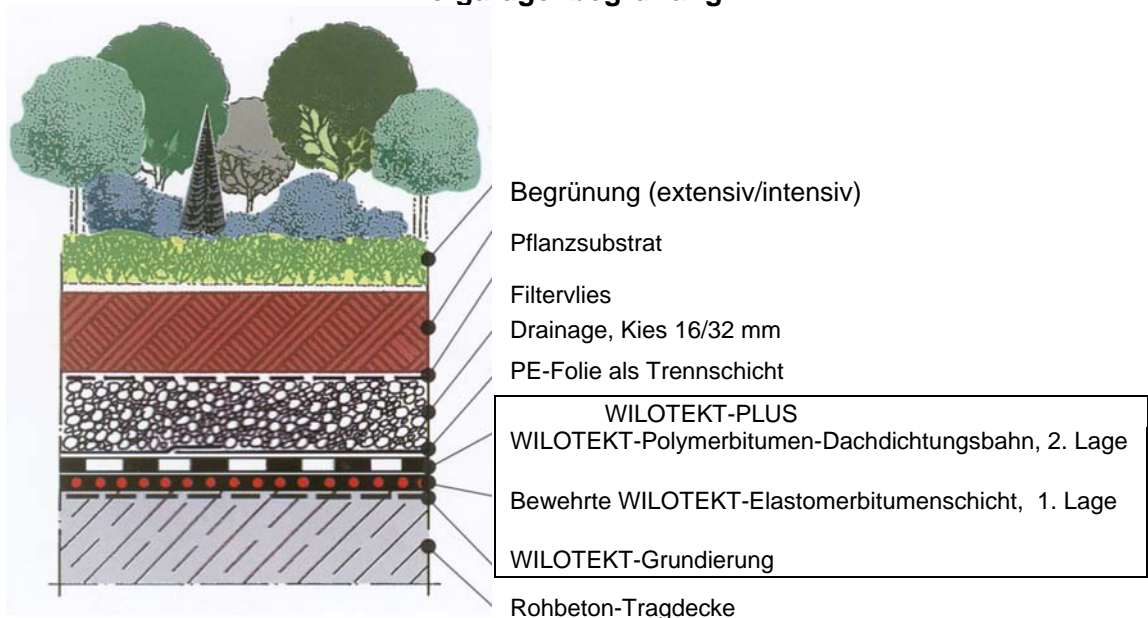 Begrünung (extensiv/intensiv)
Pflanzsubstrat
Filtervlies
Drainage, Kies 16/32 mm
PE-Folie als Trennschicht
WILOTEKT-PLUS
WILOTEKT-Polymerbitumen-Dachdichtungsbahn, 2. Lage
Bewehrte WILOTEKT-Elastomerbitumenschicht, 1. Lage
WILOTEKT-Grundierung
Rohbeton-Tragdecke